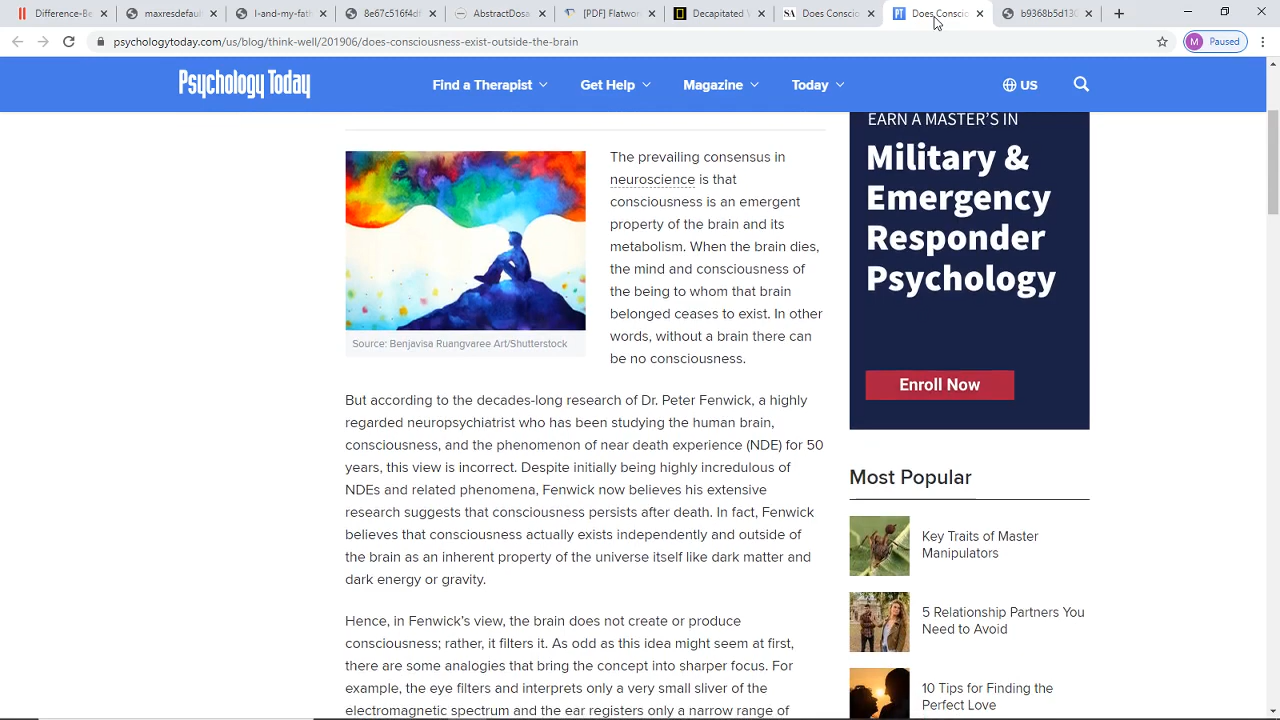 Difference-Be
maxresdef
I-and-my-fath
8e67c516f4df
AbstractDosa
[PDF] Flatwo
Decapitated W
SA
Does Conscio
PT
Does Conscio
b9368b5d13
psychologytoday.com/us/blog/think-well/201906/does-consciousness-exist-outside-the-brain
M
Paused
Psychology Today
Find a Therapist
Get Help
Magazine
Today
US
The prevailing consensus in
neuroscience is that
consciousness is an emergent
property of the brain and its
metabolism. When the brain dies,
the mind and consciousness of
the being to whom that brain
belonged ceases to exist. In other
words, without a brain there can
be no consciousness.
Source: Benjavisa Ruangvaree Art/Shutterstock
But according to the decades-long research of Dr. Peter Fenwick, a highly
regarded neuropsychiatrist who has been studying the human brain,
consciousness, and the phenomenon of near death experience (NDE) for 50
years, this view is incorrect. Despite initially being highly incredulous of
NDEs and related phenomena, Fenwick now believes his extensive
research suggests that consciousness persists after death. In fact, Fenwick
believes that consciousness actually exists independently and outside of
the brain as an inherent property of the universe itself like dark matter and
dark energy or gravity.
Hence, in Fenwick's view, the brain does not create or produce
consciousness; rather, it filters it. As odd as this idea might seem at first,
there are some analogies that bring the concept into sharper focus. For
example, the eye filters and interprets only a very small sliver of the
electromagnetic spectrum and the ear registers only a narrow range of
EARN A MASTER'S IN
Military &
Emergency
Responder
Psychology
Enroll Now
Most Popular
Key Traits of Master
Manipulators
5 Relationship Partners You
Need to Avoid
10 Tips for Finding the
Perfect Love